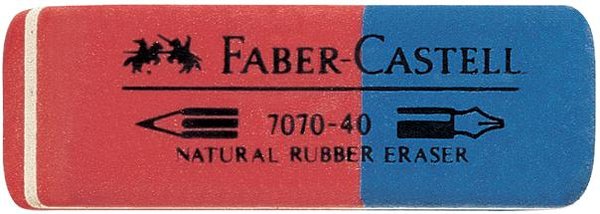 FABER-CASTELL
7070-40
NATURAL RUBBER ERASER